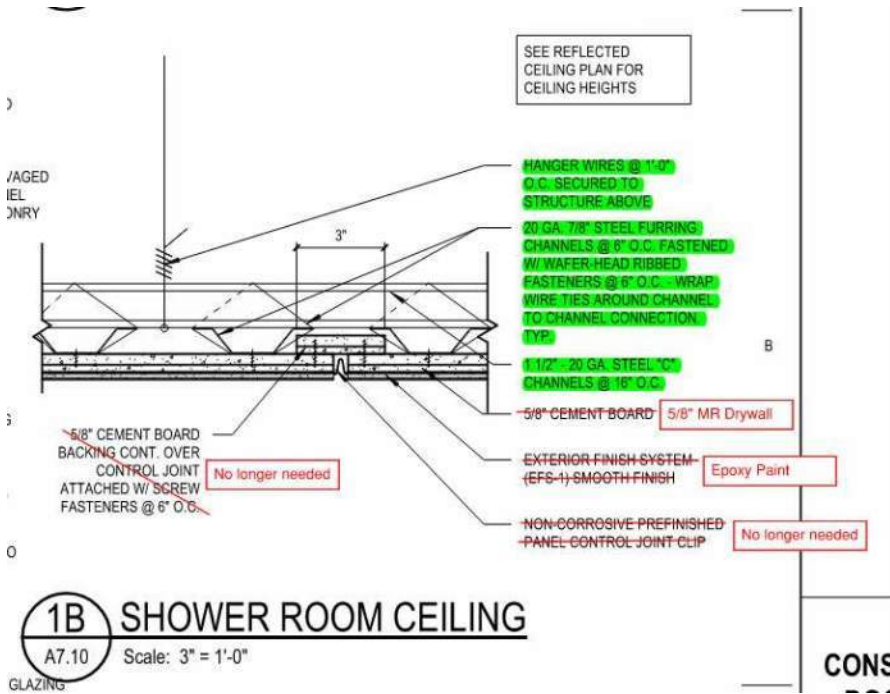 SEE REFLECTED
CEILING PLAN FOR
CEILING HEIGHTS
VAGED
ONRY
HANGER WIRES @ 1'-0"
O.C. SECURED TO
STRUCTURE ABOVE
3"
20 GA. 7/8" STEEL FURRING
CHANNELS @ 6" O.C. FASTENED
W/ WAFER-HEAD RIBBED
FASTENERS @ 6" O.C. - WRAP
WIRE TIES AROUND CHANNEL
TO CHANNEL CONNECTION.
TYP.
B
1 1/2" - 20 GA. STEEL "C"
CHANNELS @ 16" O.C.
5/8" CEMENT BOARD
5/8" MR Drywall
5/8" CEMENT BOARD
BACKING CONT. OVER
CONTROL JOINT
ATTACHED W/ SCREW
FASTENERS @ 6" O.C.
No longer needed
EXTERIOR FINISH SYSTEM
(EFS-1) SMOOTH FINISH
Epoxy Paint
NON-CORROSIVE PREFINISHED
PANEL CONTROL JOINT CLIP
No longer needed
1B
SHOWER ROOM CEILING
A7.10
Scale: 3" = 1'-0"
GLAZING
CONS